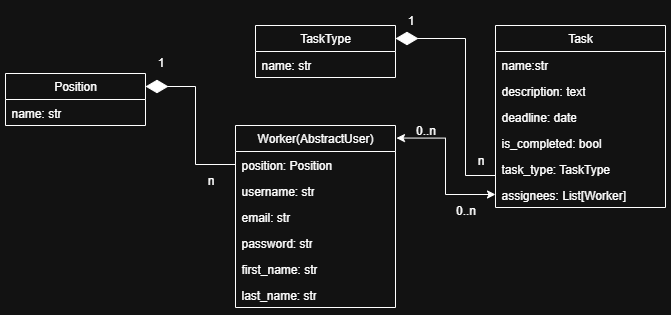 TaskType
name: str
1
Task
name:str
description: text
deadline: date
is_completed: bool
task_type: TaskType
assignees: List[Worker]
Position
name: str
1
Worker(AbstractUser)
position: Position
username: str
email: str
password: str
first_name: str
last_name: str
n
0..n
n
0..n